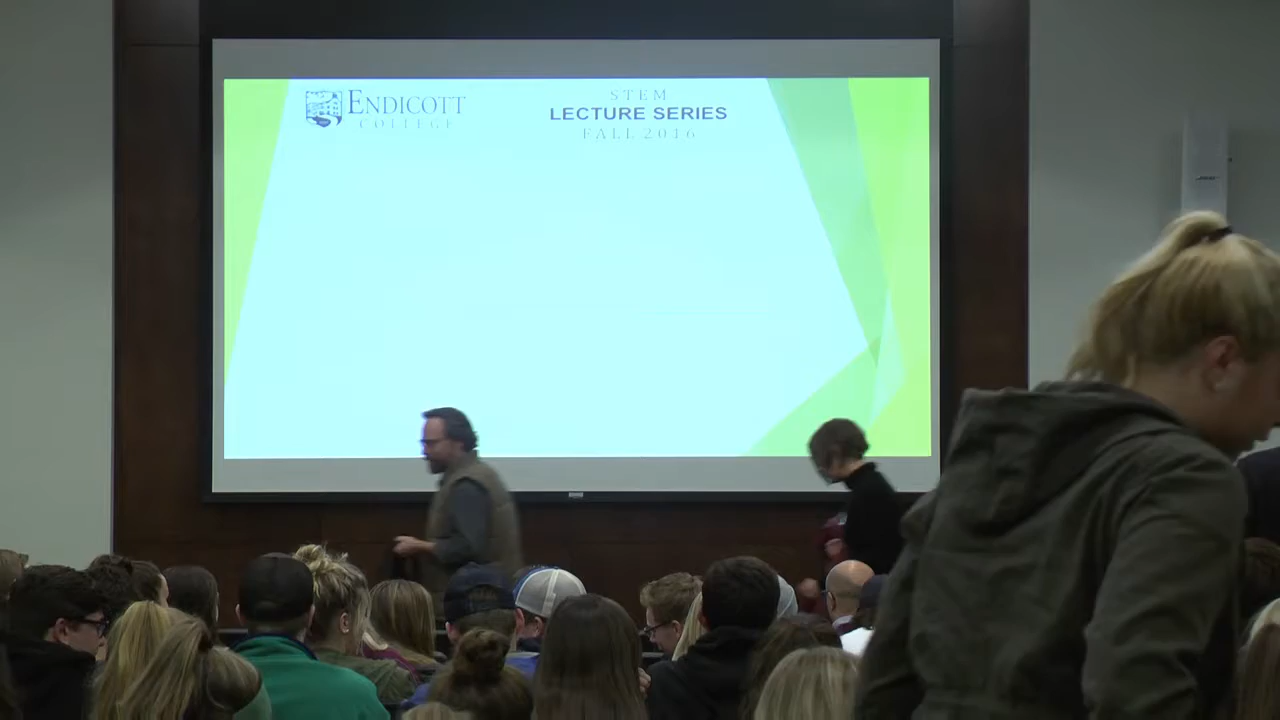 ENDICOTT
COLLEGE
STEM
LECTURE SERIES
FALL 2016